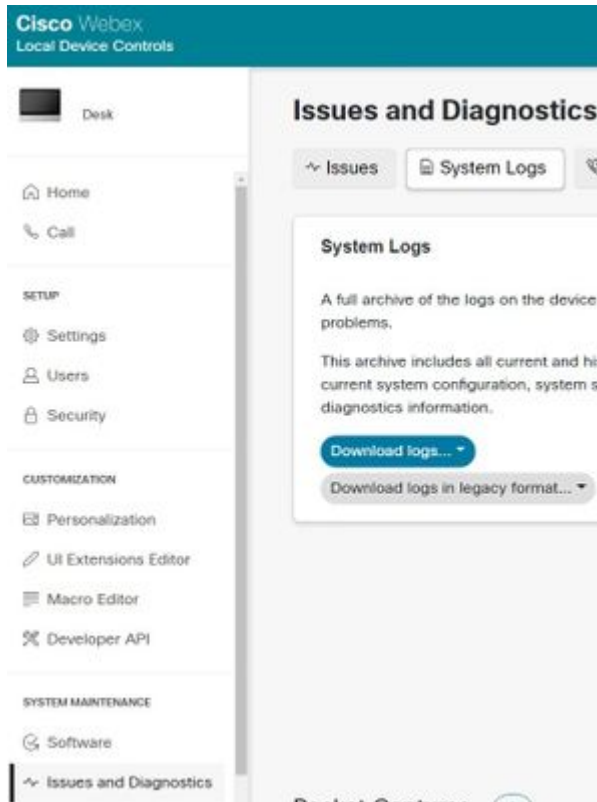 Cisco Webex
Local Device Controls
Desk
Home
Call
SETUP
Settings
Users
Security
CUSTOMIZATION
Personalization
UI Extensions Editor
Macro Editor
Developer API
SYSTEM MAINTENANCE
Software
Issues and Diagnostics
Issues and Diagnostics
Issues
System Logs
System Logs
A full archive of the logs on the device
problems.
This archive includes all current and hi
current system configuration, system s
diagnostics information.
Download logs...
Download logs in legacy format...